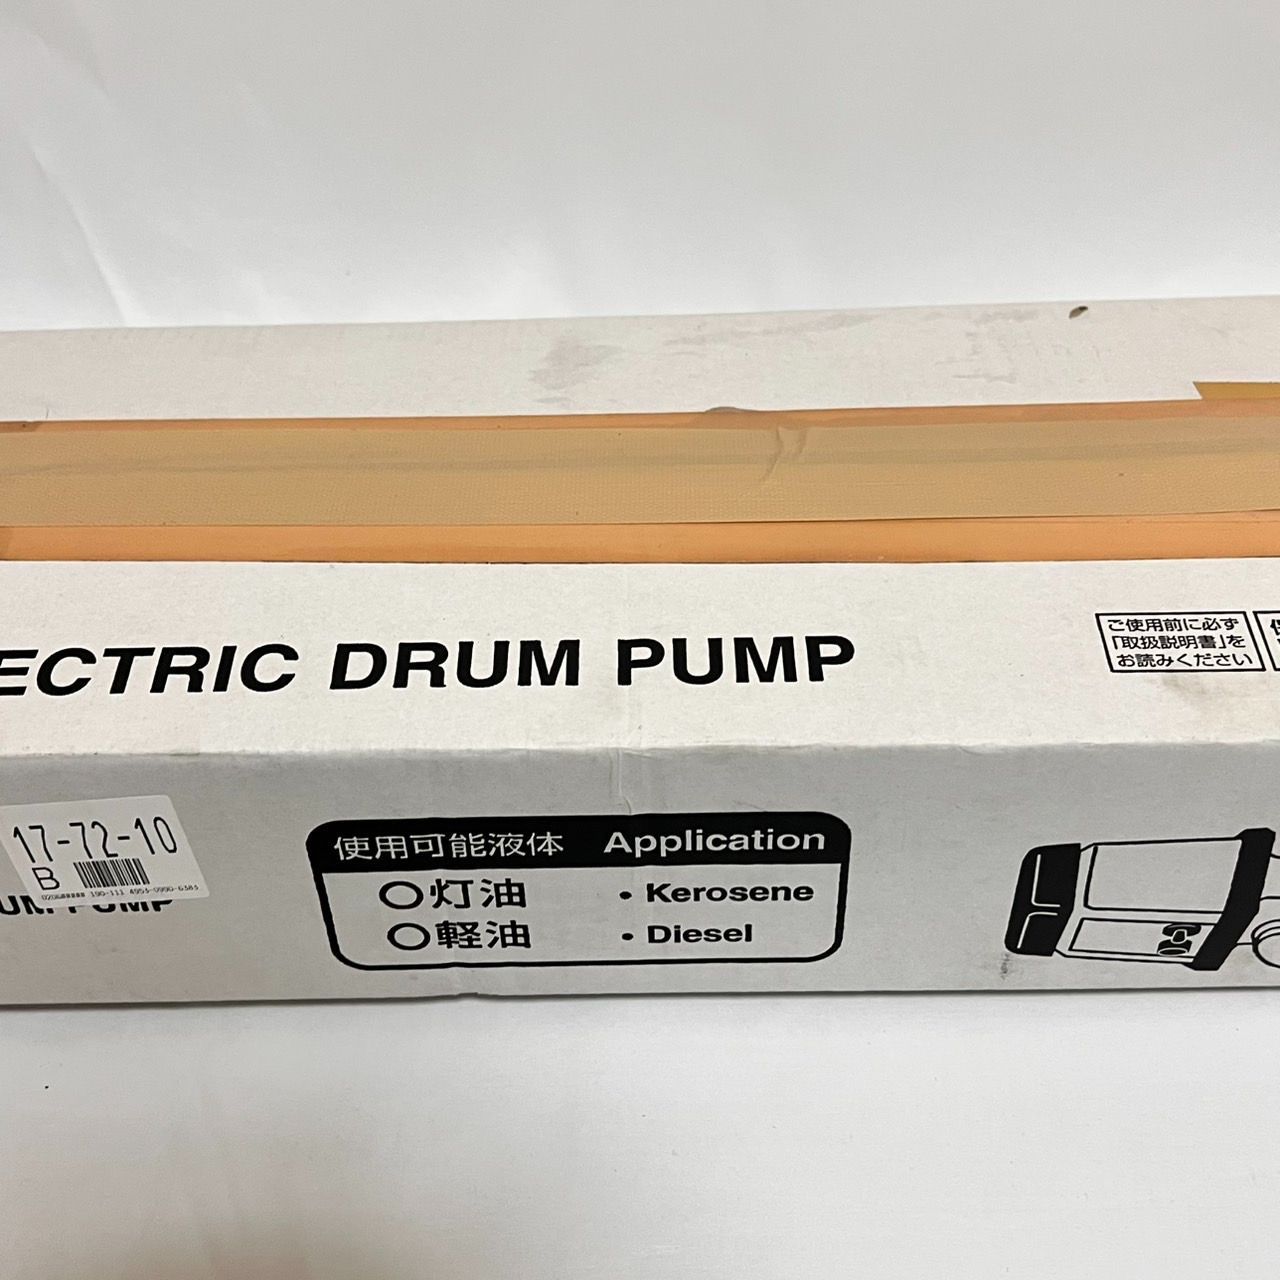 ECTRIC DRUM PUMP
ご使用前に必ず
「取扱説明書」を
お読みください
17-72-10
B
使用可能液体 Application
○灯油 • Kerosene
○軽油 • Diesel
PUMP